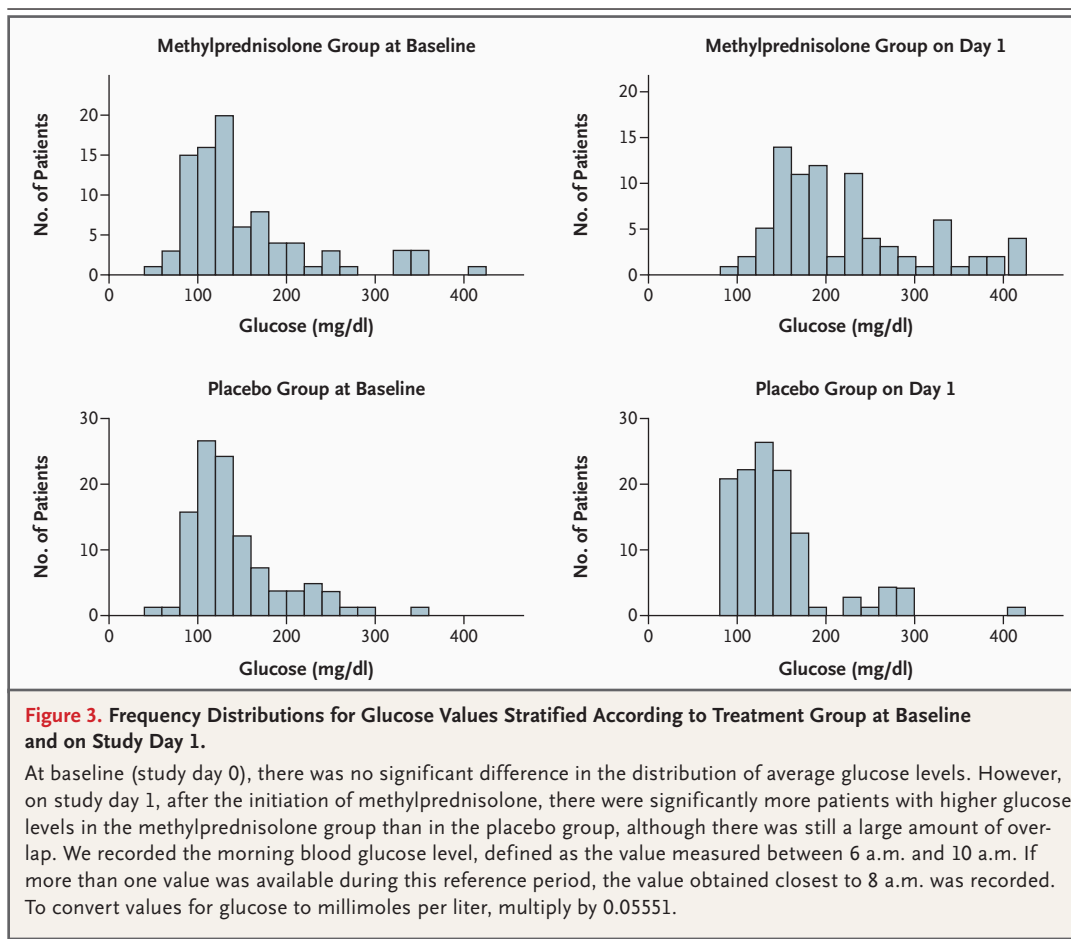 Methylprednisolone Group at Baseline
No. of Patients
20
15
10
5
0
0 100 200 300 400
Glucose (mg/dl)
Methylprednisolone Group on Day 1
No. of Patients
20
15
10
5
0
0 100 200 300 400
Glucose (mg/dl)
Placebo Group at Baseline
No. of Patients
30
20
10
0
0 100 200 300 400
Glucose (mg/dl)
Placebo Group on Day 1
No. of Patients
30
20
10
0
0 100 200 300 400
Glucose (mg/dl)
Figure 3. Frequency Distributions for Glucose Values Stratified According to Treatment Group at Baseline
and on Study Day 1.
At baseline (study day 0), there was no significant difference in the distribution of average glucose levels. However,
on study day 1, after the initiation of methylprednisolone, there were significantly more patients with higher glucose
levels in the methylprednisolone group than in the placebo group, although there was still a large amount of over-
lap. We recorded the morning blood glucose level, defined as the value measured between 6 a.m. and 10 a.m. If
more than one value was available during this reference period, the value obtained closest to 8 a.m. was recorded.
To convert values for glucose to millimoles per liter, multiply by 0.05551.